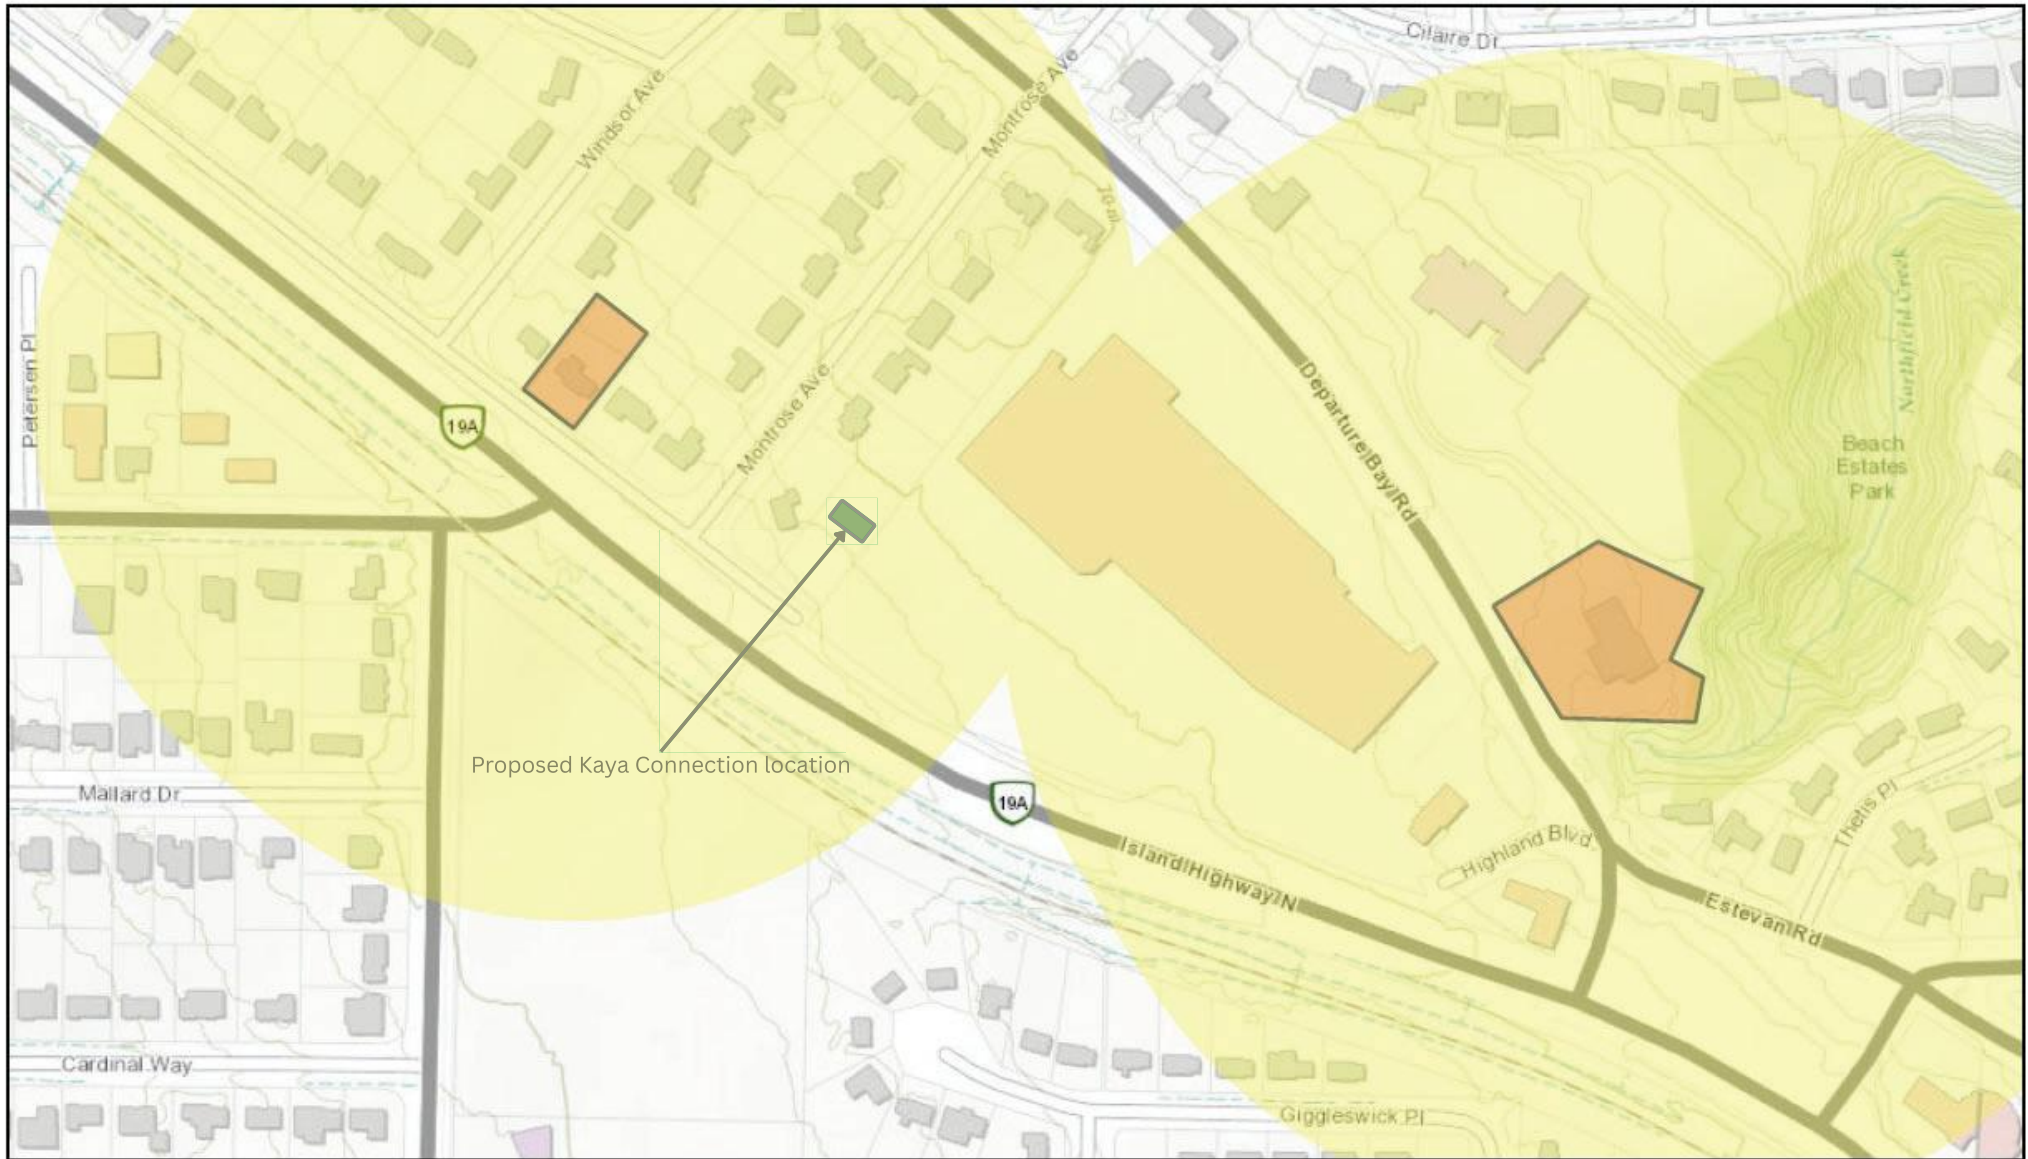 Cilaire Dr
Windsor Ave
Montrose Ave
10 m
Northfield Creek
Petersen Pl
19A
Montrose Ave
Departure Bay Rd
Beach
Estates
Park
Proposed Kaya Connection location
Mallard Dr
19A
Island Highway N
Highland Blvd
Thetis Pl
Estevan Rd
Cardinal Way
Giggleswick Pl